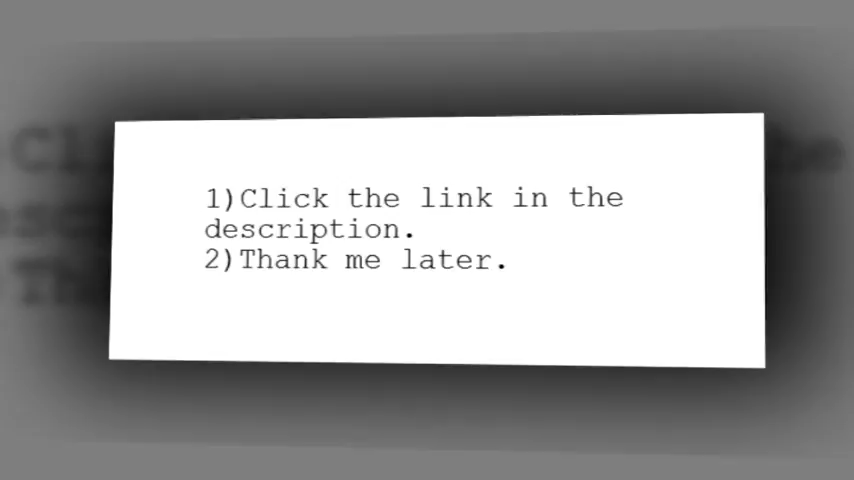 1)Click the link in the
description.
2)Thank me later.